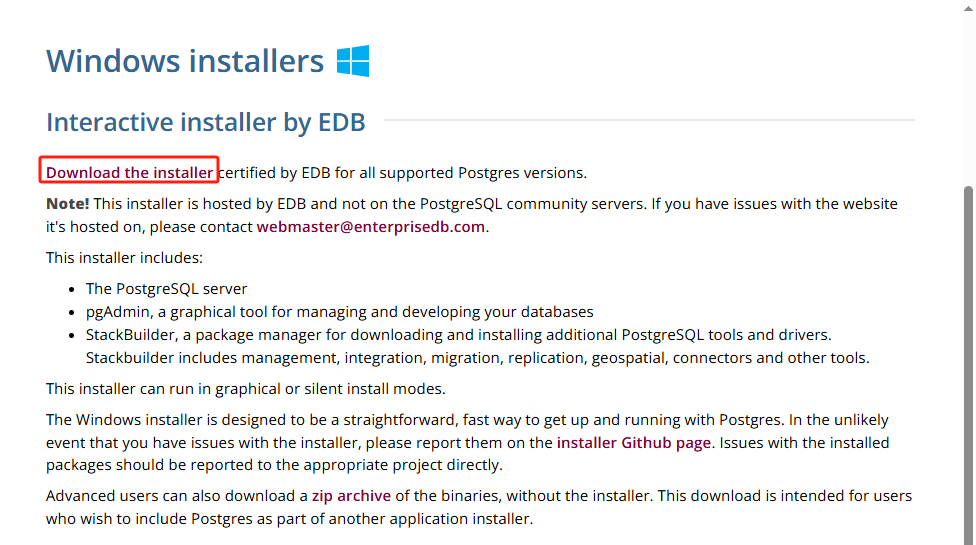 Windows installers
Interactive installer by EDB
Download the installer certified by EDB for all supported Postgres versions.
Note! This installer is hosted by EDB and not on the PostgreSQL community servers. If you have issues with the website
it's hosted on, please contact webmaster@enterprisedb.com.
This installer includes:
• The PostgreSQL server
• pgAdmin, a graphical tool for managing and developing your databases
• StackBuilder, a package manager for downloading and installing additional PostgreSQL tools and drivers.
Stackbuilder includes management, integration, migration, replication, geospatial, connectors and other tools.
This installer can run in graphical or silent install modes.
The Windows installer is designed to be a straightforward, fast way to get up and running with Postgres. In the unlikely
event that you have issues with the installer, please report them on the installer Github page. Issues with the installed
packages should be reported to the appropriate project directly.
Advanced users can also download a zip archive of the binaries, without the installer. This download is intended for users
who wish to include Postgres as part of another application installer.